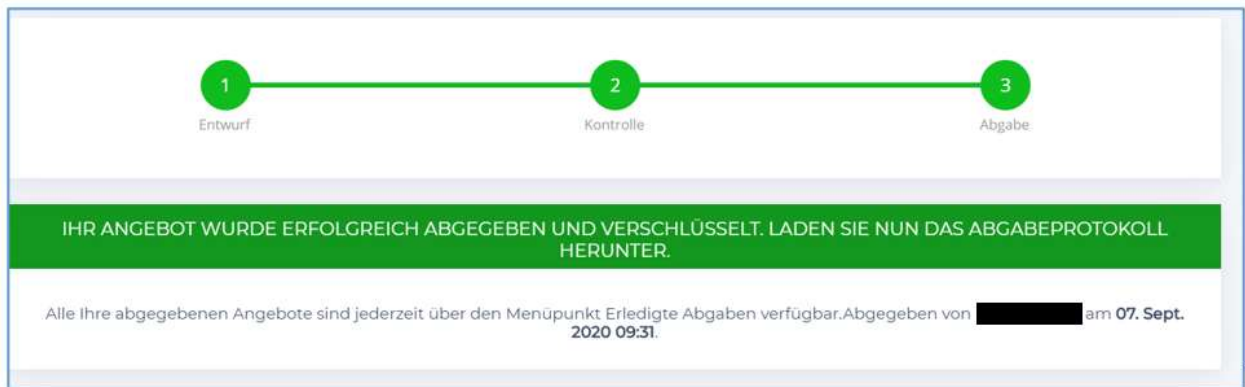 1
2
3
Entwurf
Kontrolle
Abgabe
IHR ANGEBOT WURDE ERFOLGREICH ABGEGEBEN UND VERSCHLÜSSELT. LADEN SIE NUN DAS ABGABEPROTOKOLL
HERUNTER.
Alle Ihre abgegebenen Angebote sind jederzeit über den Menüpunkt Erledigte Abgaben verfügbar.Abgegeben von am 07. Sept.
2020 09:31.